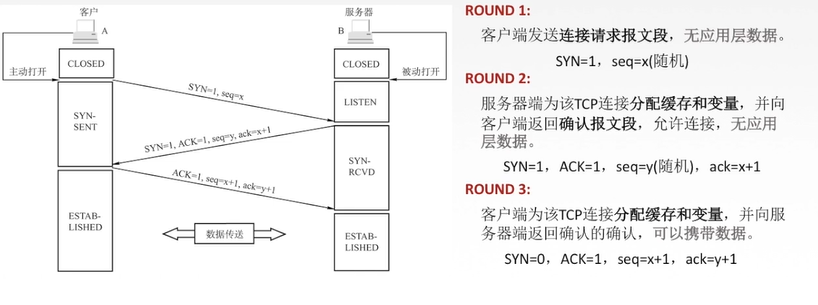 客户
A
服务器
B
CLOSED
CLOSED
主动打开
被动打开
SYN=1, seq=x
LISTEN
SYN-
SENT
SYN=1, ACK=1, seq=y, ack=x+1
SYN-
RCVD
ACK=1, seq=x+1, ack=y+1
ESTAB-
LISHED
数据传送
ESTAB-
LISHED
ROUND 1:
客户端发送连接请求报文段，无应用层数据。
SYN=1，seq=x(随机)
ROUND 2:
服务器端为该TCP连接分配缓存和变量，并向
客户端返回确认报文段，允许连接，无应用
层数据。
SYN=1，ACK=1，seq=y(随机)，ack=x+1
ROUND 3:
客户端为该TCP连接分配缓存和变量，并向服
务器端返回确认的确认，可以携带数据。
SYN=0，ACK=1，seq=x+1，ack=y+1